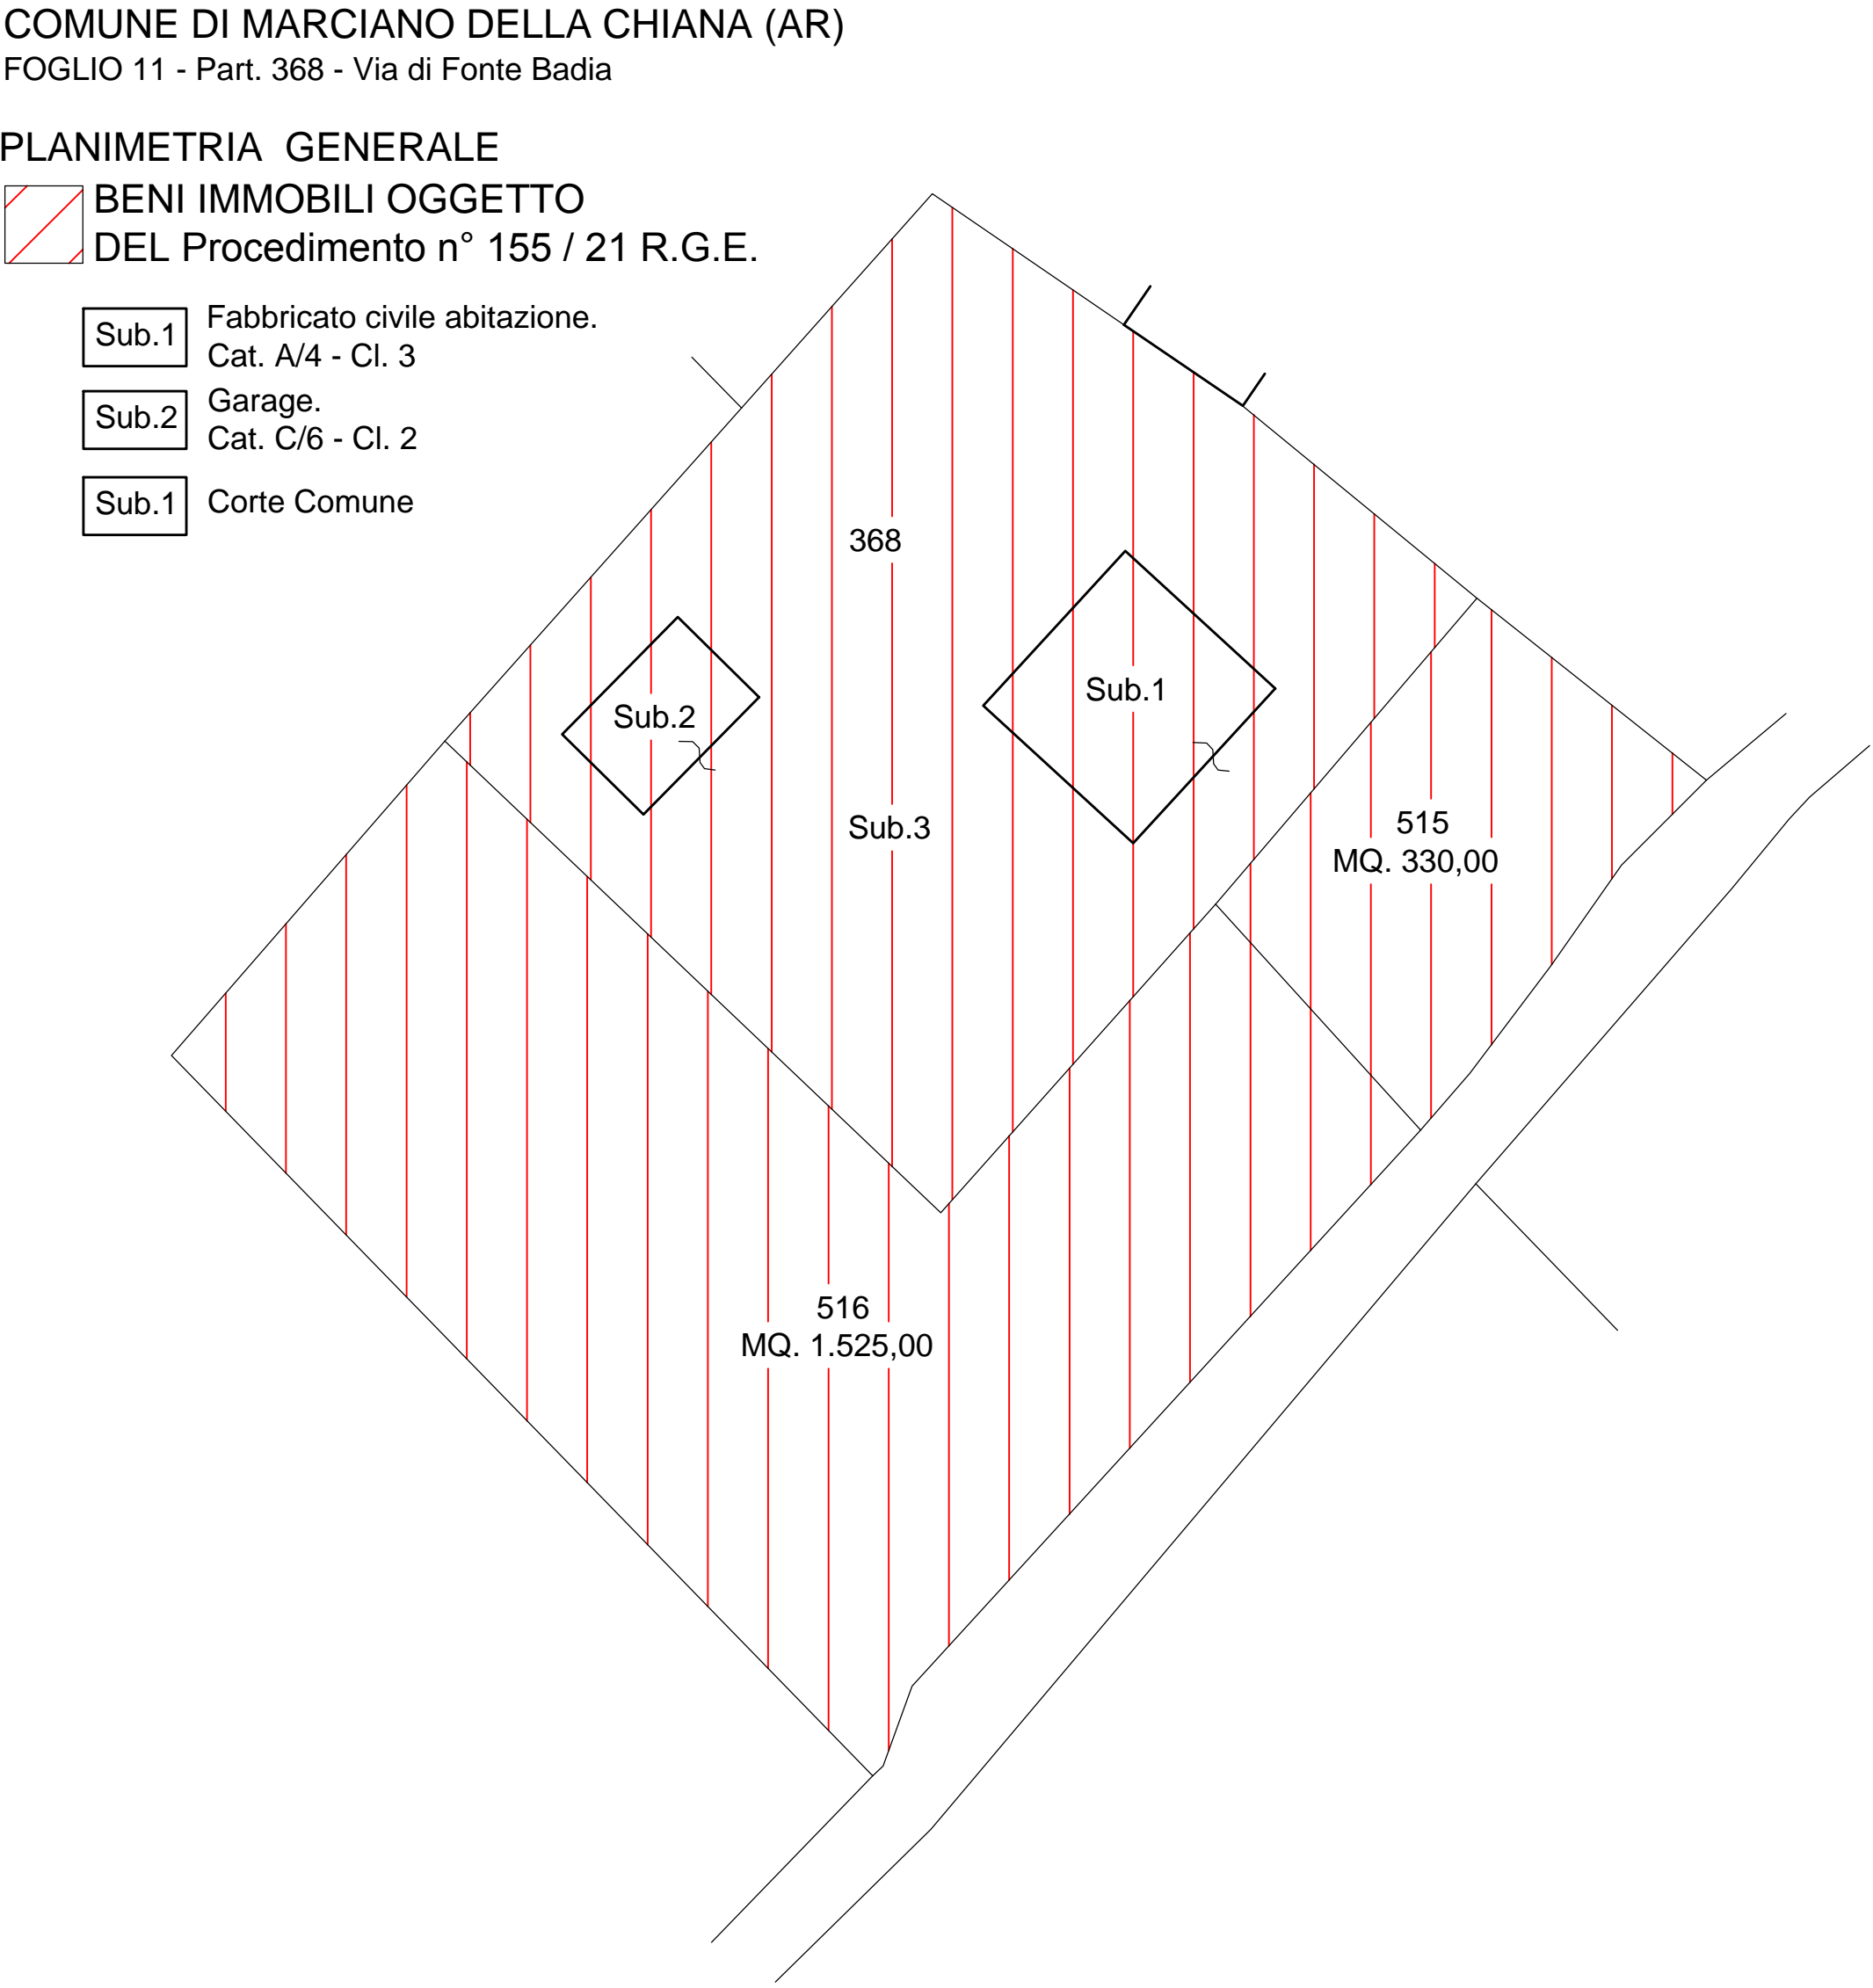 COMUNE DI MARCIANO DELLA CHIANA (AR)
FOGLIO 11 - Part. 368 - Via di Fonte Badia
PLANIMETRIA GENERALE
BENI IMMOBILI OGGETTO
DEL Procedimento n° 155 / 21 R.G.E.
Sub.1
Fabbricato civile abitazione.
Cat. A/4 - Cl. 3
Sub.2
Garage.
Cat. C/6 - Cl. 2
Sub.1
Corte Comune
368
Sub.1
Sub.2
Sub.3
515
MQ. 330,00
516
MQ. 1.525,00